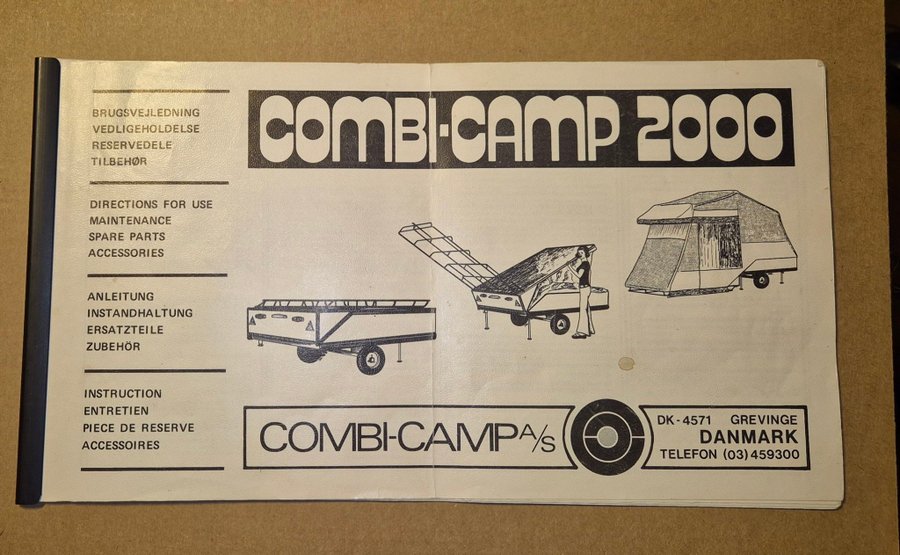 COMBI-CAMP 2000
BRUGSVEJLEDNING
VEDLIGEHOLDELSE
RESERVEDELE
TILBEHØR
DIRECTIONS FOR USE
MAINTENANCE
SPARE PARTS
ACCESSORIES
ANLEITUNG
INSTANDHALTUNG
ERSATZTEILE
ZUBEHÖR
INSTRUCTION
ENTRETIEN
PIECE DE RESERVE
ACCESSOIRES
COMBI-CAMP A/S
DK-4571 GREVINGE
DANMARK
TELEFON (03) 459300